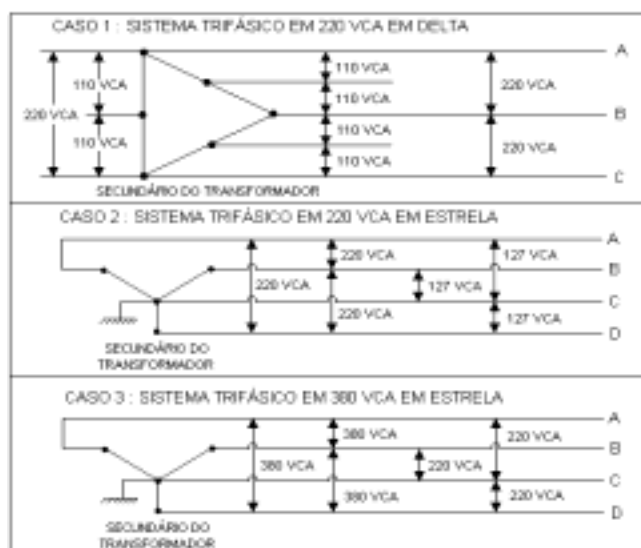 CASO 1 : SISTEMA TRIFÁSICO EM 220 VCA EM DELTA
A
110 VCA
110 VCA
110 VCA
220 VCA
220 VCA
B
110 VCA
110 VCA
220 VCA
110 VCA
C
SECUNDÁRIO DO TRANSFORMADOR
CASO 2 : SISTEMA TRIFÁSICO EM 220 VCA EM ESTRELA
A
220 VCA
127 VCA
B
220 VCA
127 VCA
C
220 VCA
127 VCA
D
SECUNDÁRIO DO
TRANSFORMADOR
CASO 3 : SISTEMA TRIFÁSICO EM 380 VCA EM ESTRELA
A
380 VCA
220 VCA
B
380 VCA
220 VCA
C
380 VCA
220 VCA
D
SECUNDÁRIO DO
TRANSFORMADOR